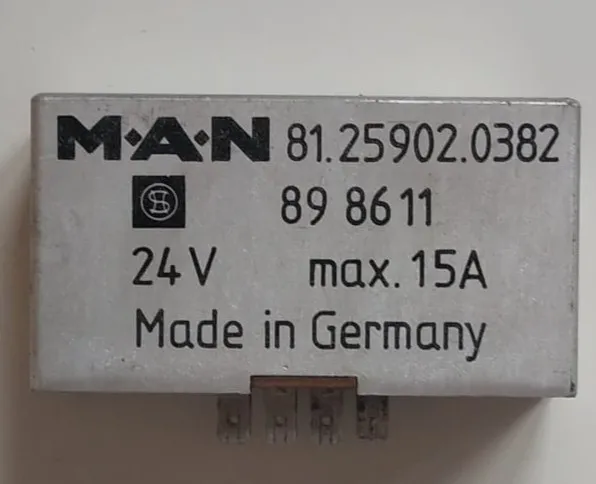 M·A·N 81.25902.0382
89 8611
24V max. 15A
Made in Germany